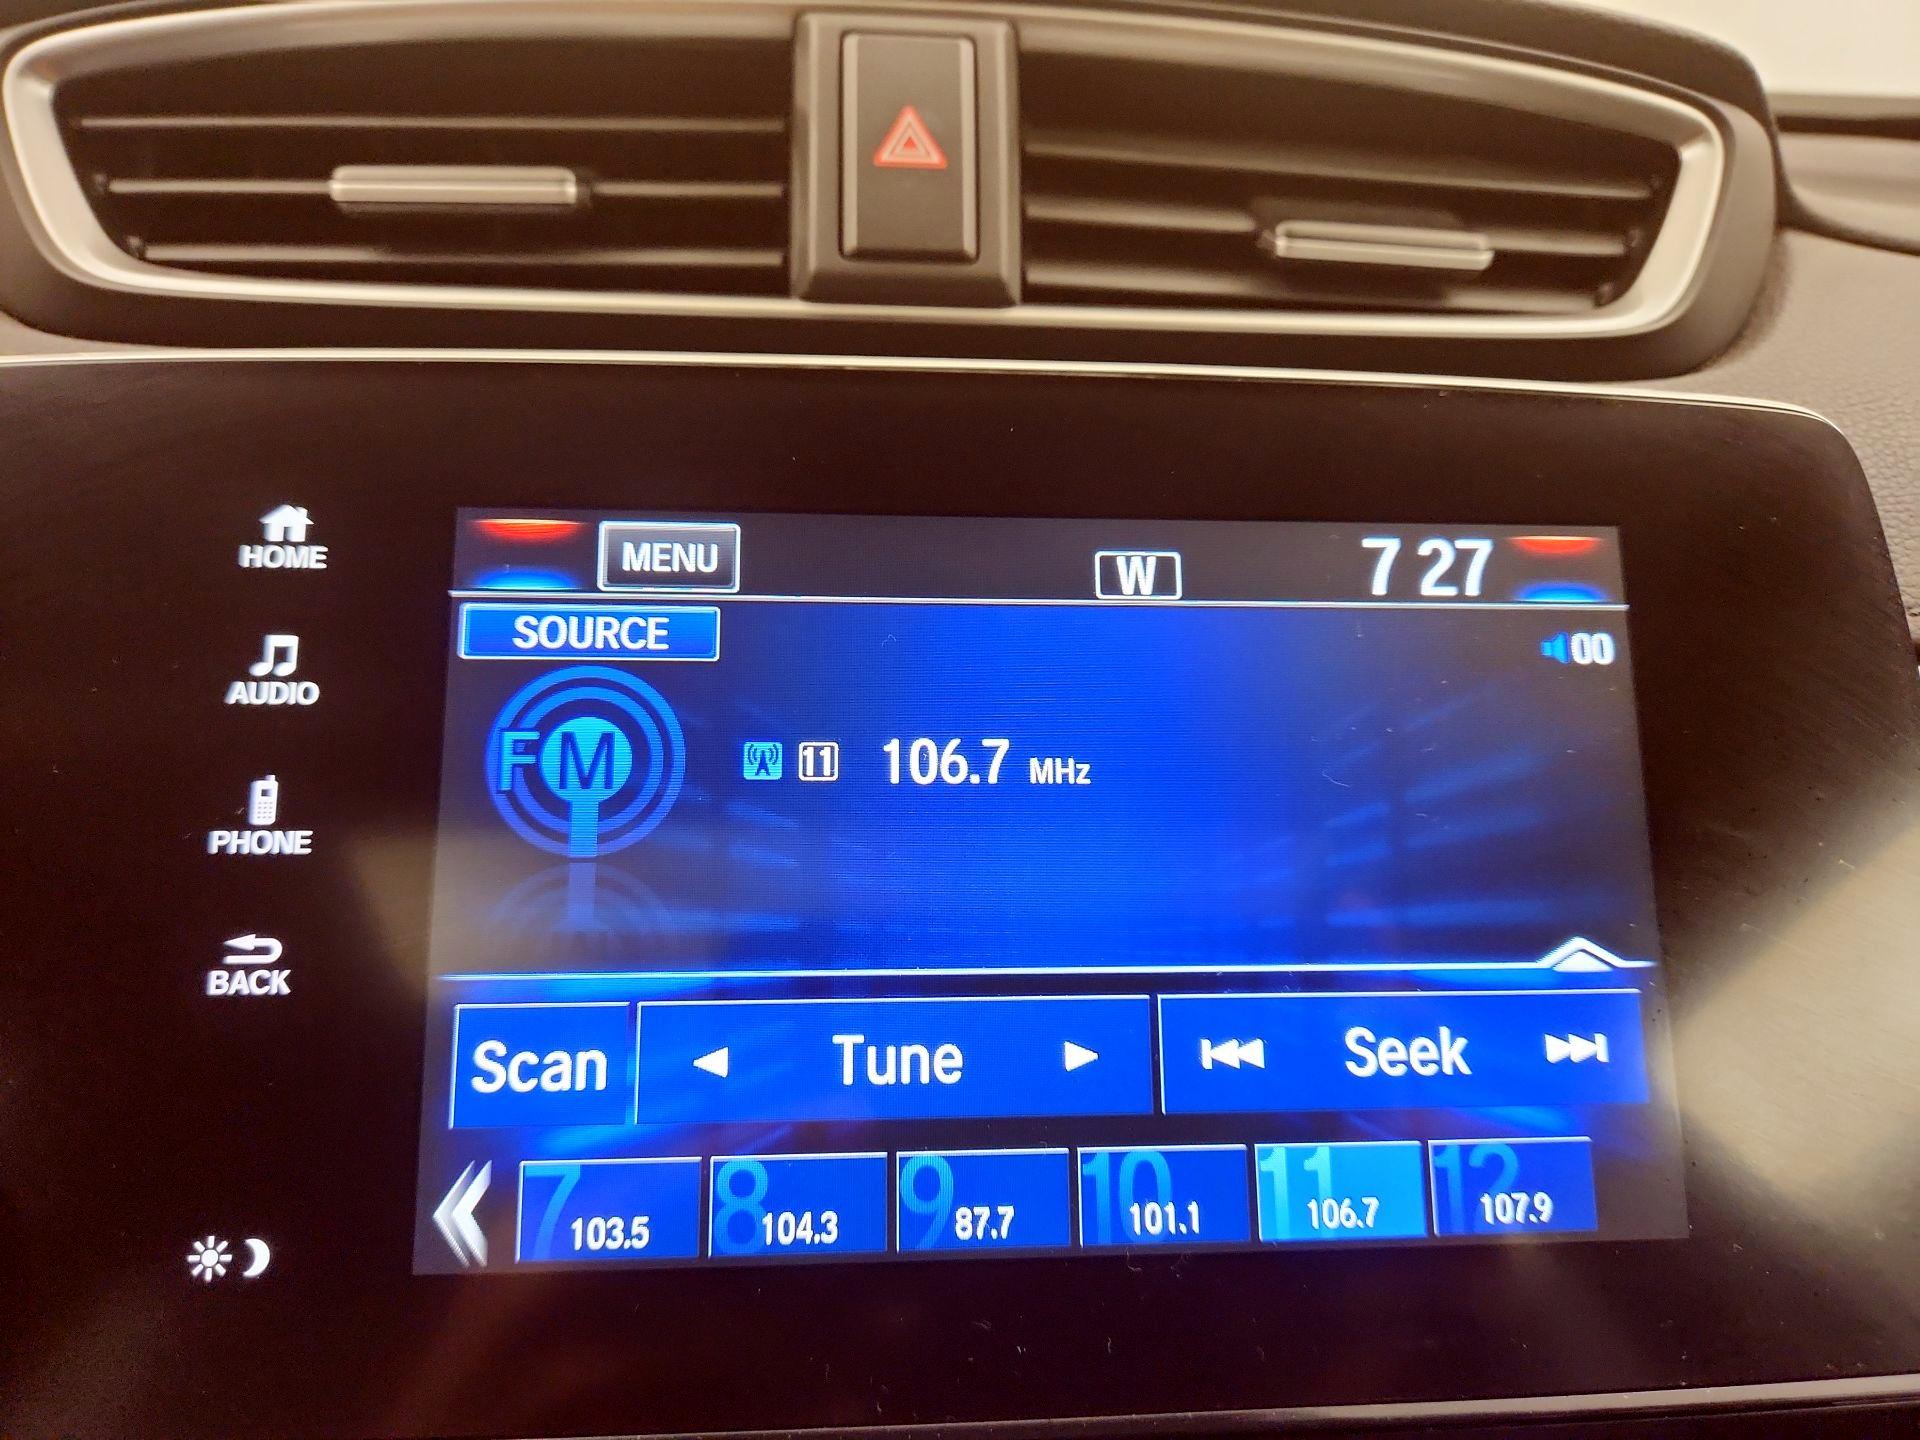 MENU W 7 27
HOME
SOURCE
00
AUDIO
FM 11 106.7 MHz
PHONE
BACK
Scan Tune Seek
7 103.5 8 104.3 9 87.7 10 101.1 11 106.7 12 107.9